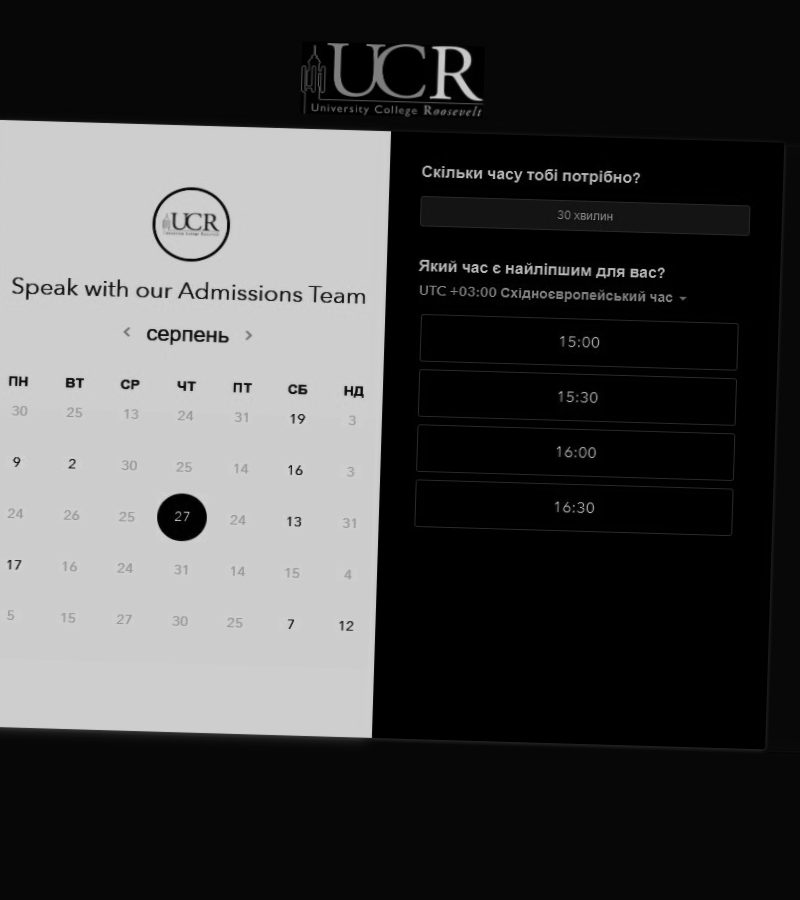 UCR
University College Roosevelt
UCR
Speak with our Admissions Team
серпень
ПН ВТ СР ЧТ ПТ СБ НД
30 25 13 24 31 19 3
9 2 30 25 14 16 3
24 26 25 27 24 13 31
17 16 24 31 14 15 4
5 15 27 30 25 7 12
Скільки часу тобі потрібно?
30 хвилин
Який час є найліпшим для вас?
UTC +03:00 Східноєвропейський час
15:00
15:30
16:00
16:30